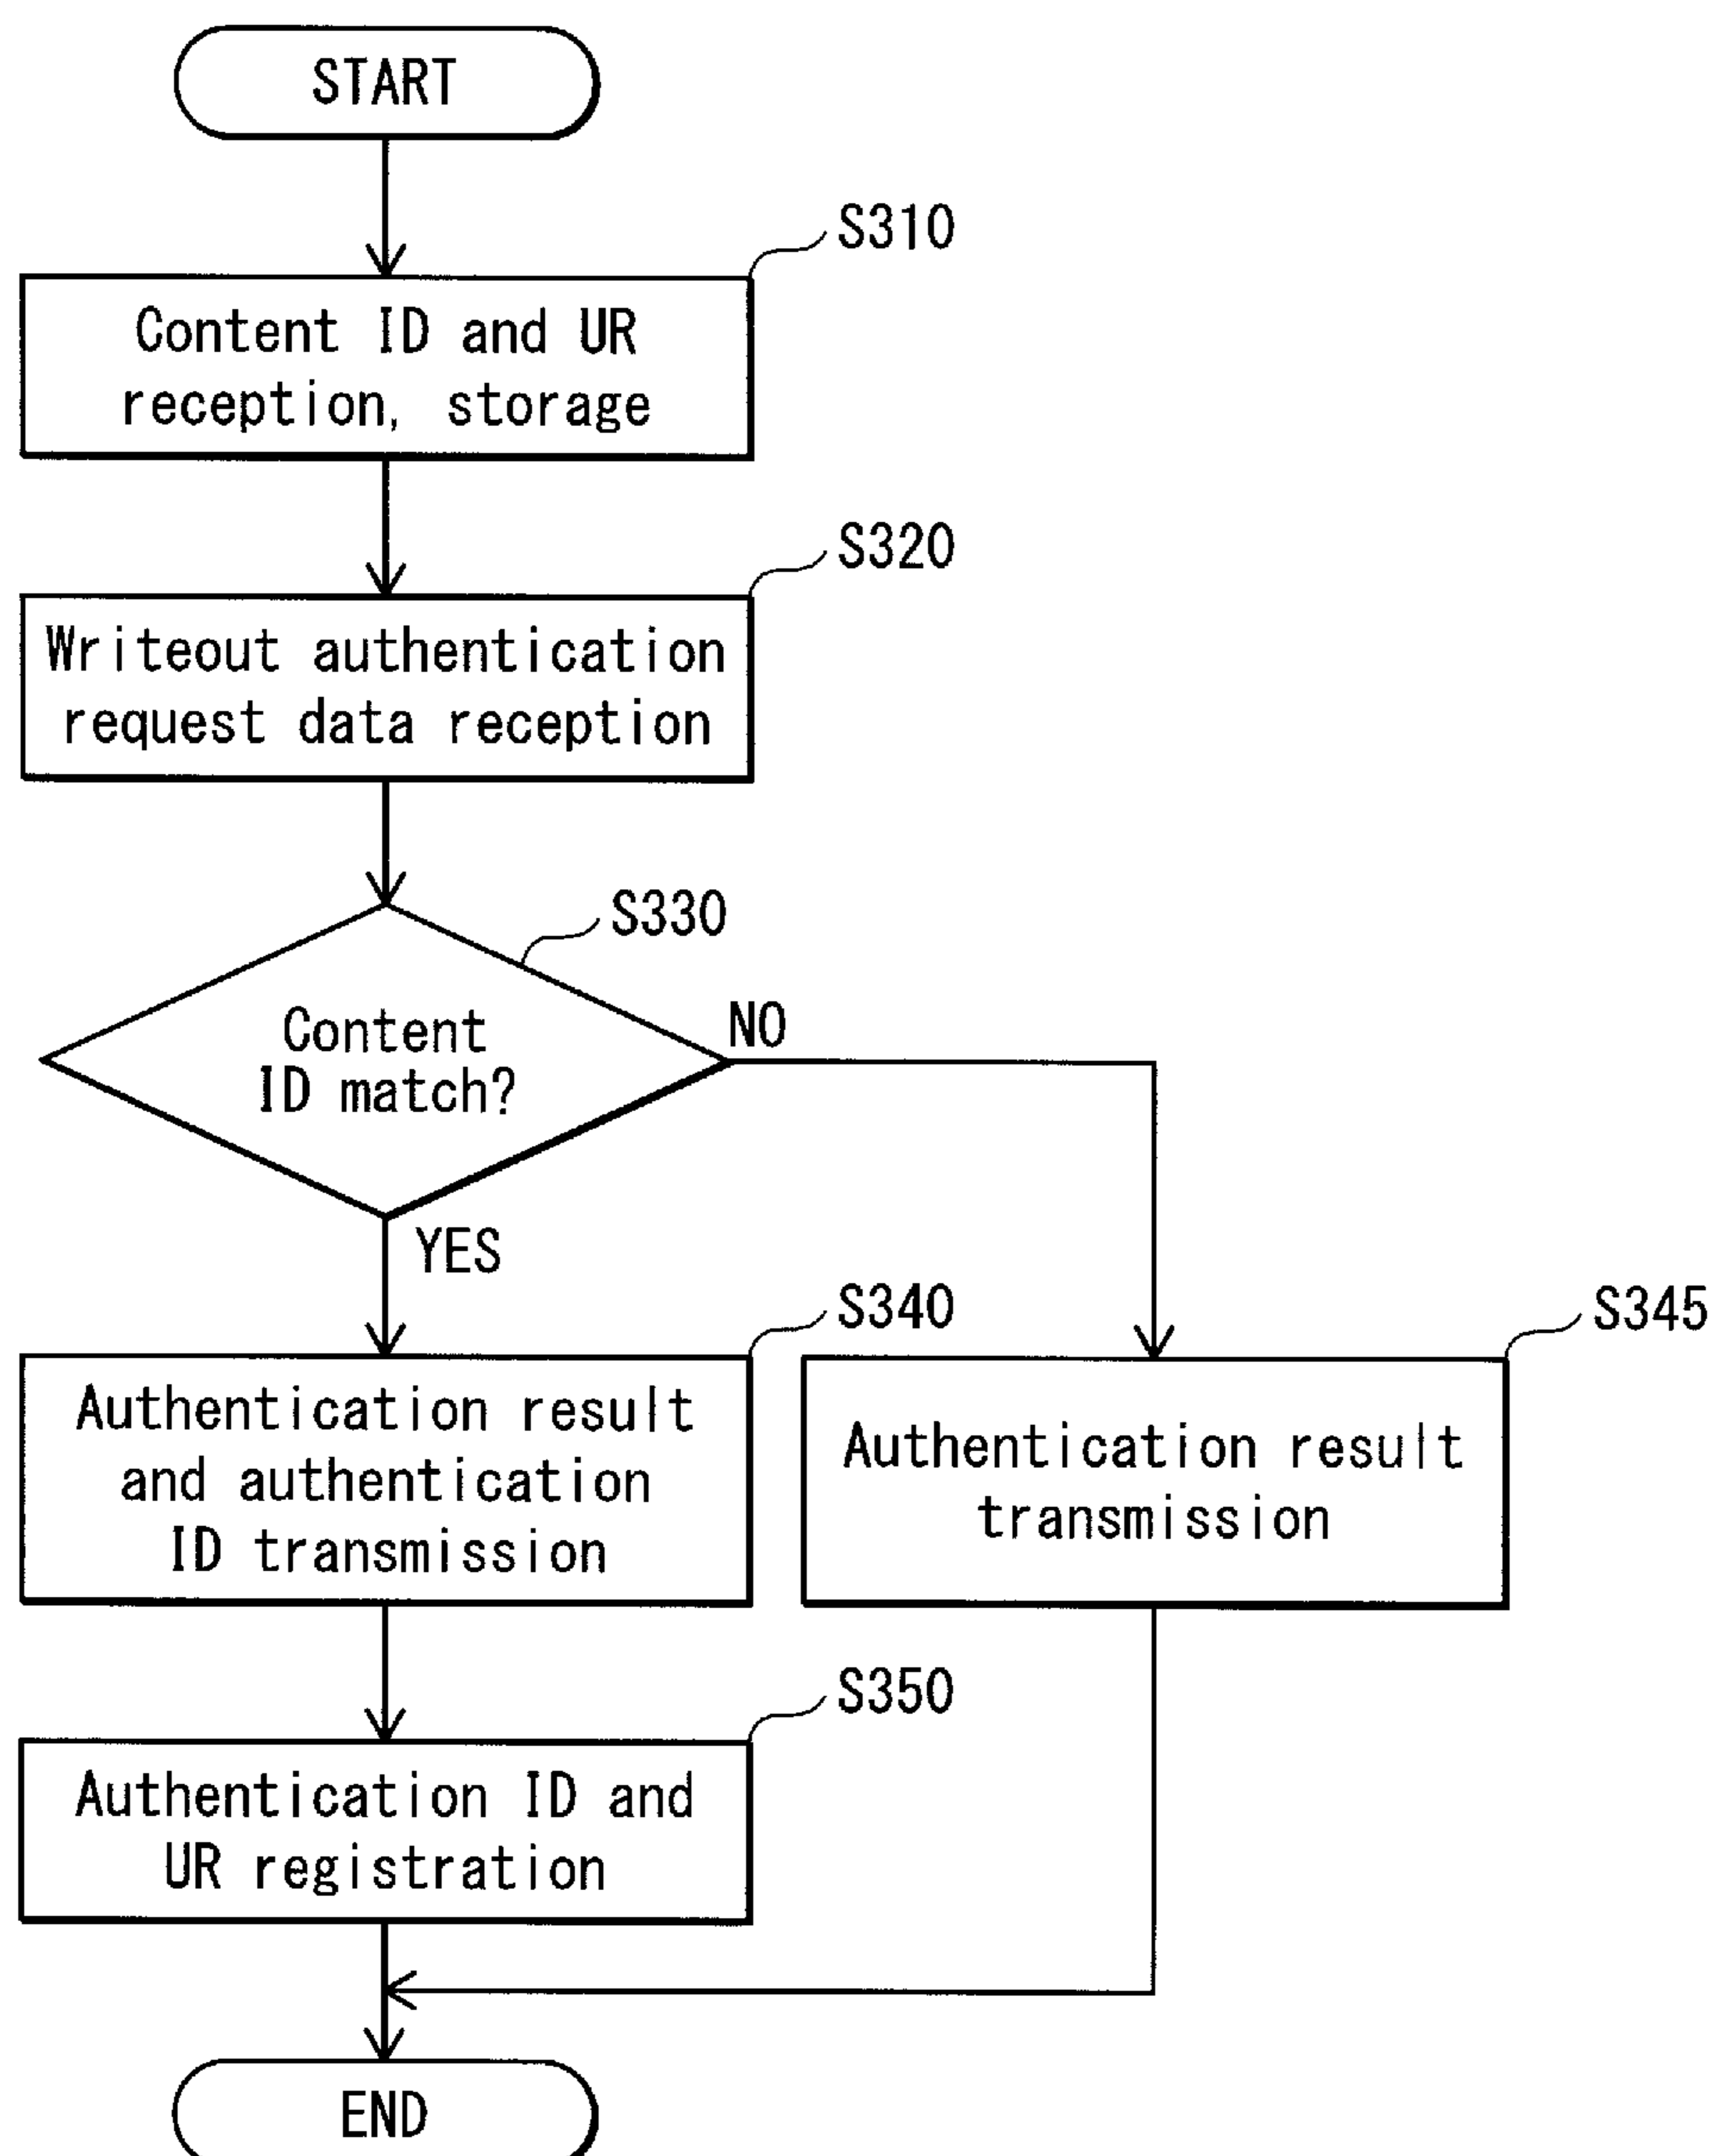 START
S310
Content ID and UR
reception, storage
S320
Writeout authentication
request data reception
S330
Content
ID match?
NO
YES
S340
Authentication result
and authentication
ID transmission
S345
Authentication result
transmission
S350
Authentication ID and
UR registration
END